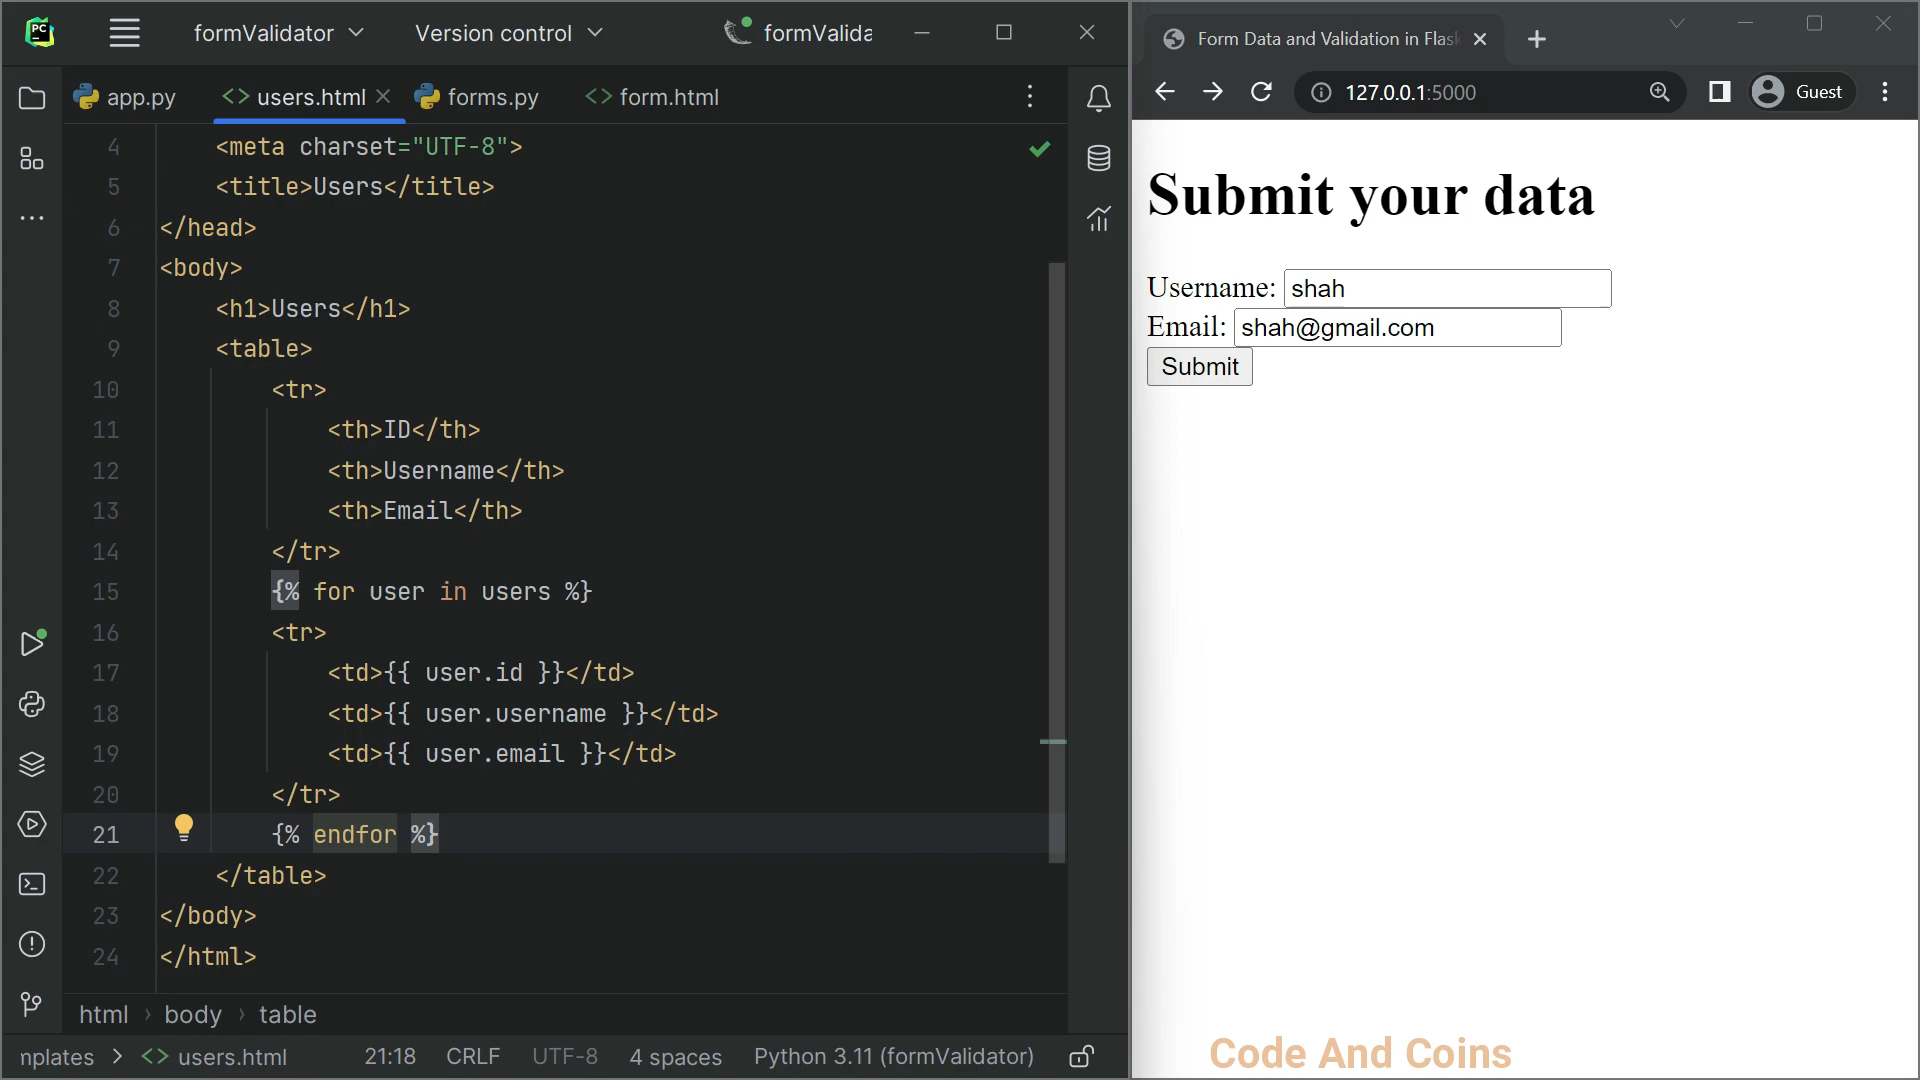 PC formValidator Version control formValida
app.py users.html forms.py form.html
4 <meta charset="UTF-8">
5 <title>Users</title>
6 </head>
7 <body>
8 <h1>Users</h1>
9 <table>
10 <tr>
11 <th>ID</th>
12 <th>Username</th>
13 <th>Email</th>
14 </tr>
15 {% for user in users %}
16 <tr>
17 <td>{{ user.id }}</td>
18 <td>{{ user.username }}</td>
19 <td>{{ user.email }}</td>
20 </tr>
21 {% endfor %}
22 </table>
23 </body>
24 </html>
html › body › table
nplates > users.html 21:18 CRLF UTF-8 4 spaces Python 3.11 (formValidator)
Form Data and Validation in Flas
127.0.0.1:5000 Guest
Submit your data
Username: shah
Email: shah@gmail.com
Submit
Code And Coins